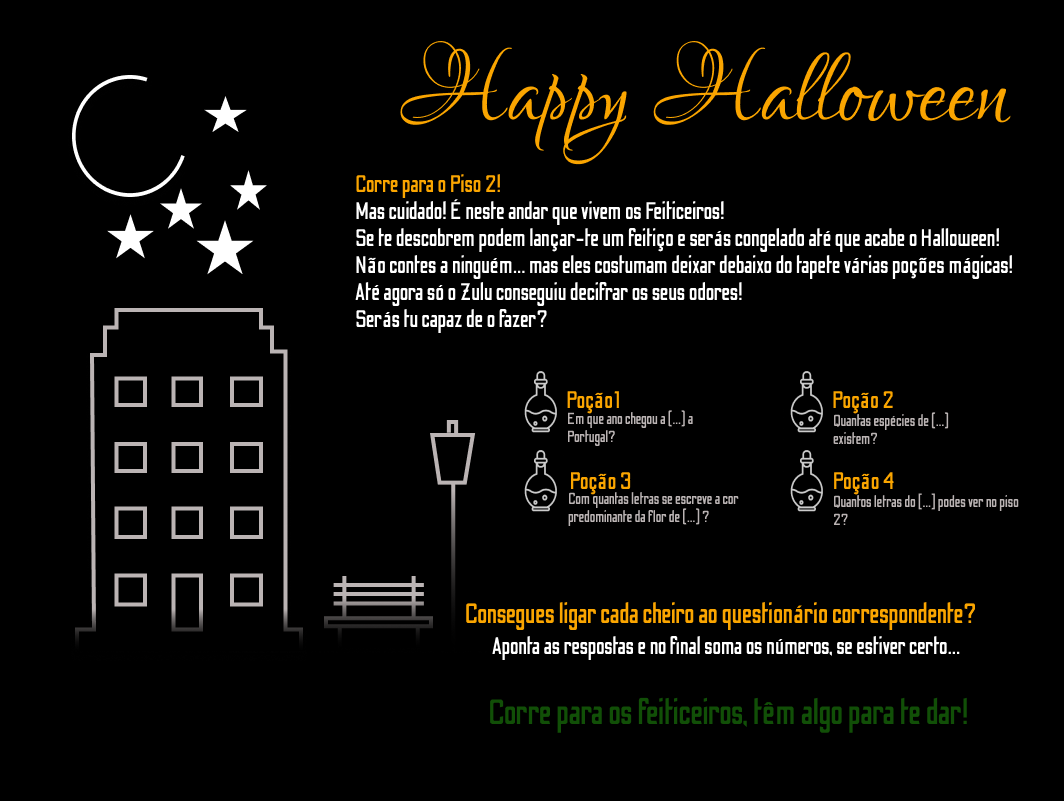 Happy Halloween
Corre para o Piso 2!
Mas cuidado! É neste andar que vivem os Feiticeiros!
Se te descobrem podem lançar-te um feitiço e serás congelado até que acabe o Halloween!
Não contes a ninguém... mas eles costumam deixar debaixo do tapete várias poções mágicas!
Até agora só o Zulu conseguiu decifrar os seus odores!
Serás tu capaz de o fazer?
Poção1
Em que ano chegou a [...] a
Portugal?
Poção 2
Quantas espécies de [...]
existem?
Poção 3
Com quantas letras se escreve a cor
predominante da flor de [...] ?
Poção 4
Quantos letras do [...] podes ver no piso
2?
Consegues ligar cada cheiro ao questionário correspondente?
Aponta as respostas e no final soma os números, se estiver certo...
Corre para os feiticeiros, têm algo para te dar!